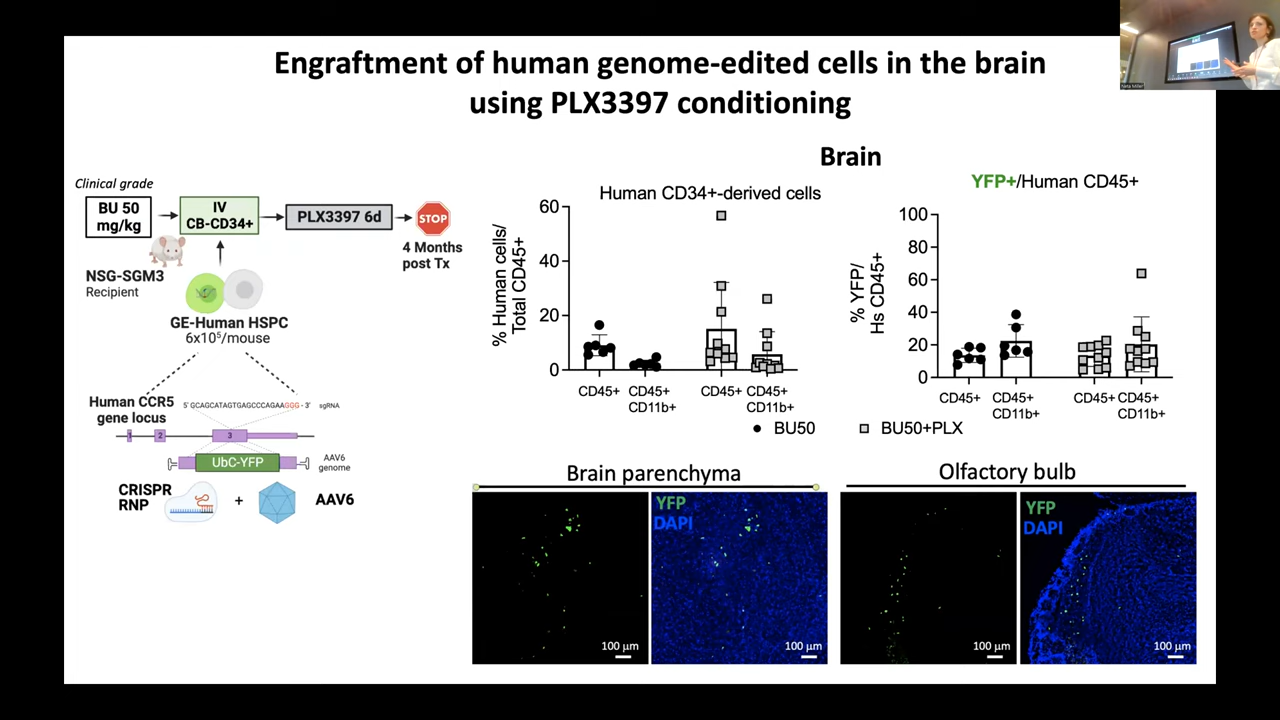 Engraftment of human genome-edited cells in the brain
using PLX3397 conditioning
Clinical grade
BU 50
mg/kg
IV
CB-CD34+
PLX3397 6d
STOP
4 Months
post Tx
NSG-SGM3
Recipient
GE-Human HSPC
6x10⁵/mouse
Human CCR5
gene locus
5' GCAGCATAGTGAGCCCAGAAGGG - 3'
sgRNA
1
2
3
UbC-YFP
AAV6
genome
CRISPR
RNP
+
AAV6
Brain
Human CD34+-derived cells
% Human cells/
Total CD45+
60
40
20
0
CD45+
CD45+
CD11b+
CD45+
CD45+
CD11b+
YFP+/Human CD45+
% YFP/
Hs CD45+
100
80
60
40
20
0
CD45+
CD45+
CD11b+
CD45+
CD45+
CD11b+
BU50
BU50+PLX
Brain parenchyma
YFP
DAPI
100 µm
100 µm
Olfactory bulb
YFP
DAPI
100 µm
100 µm